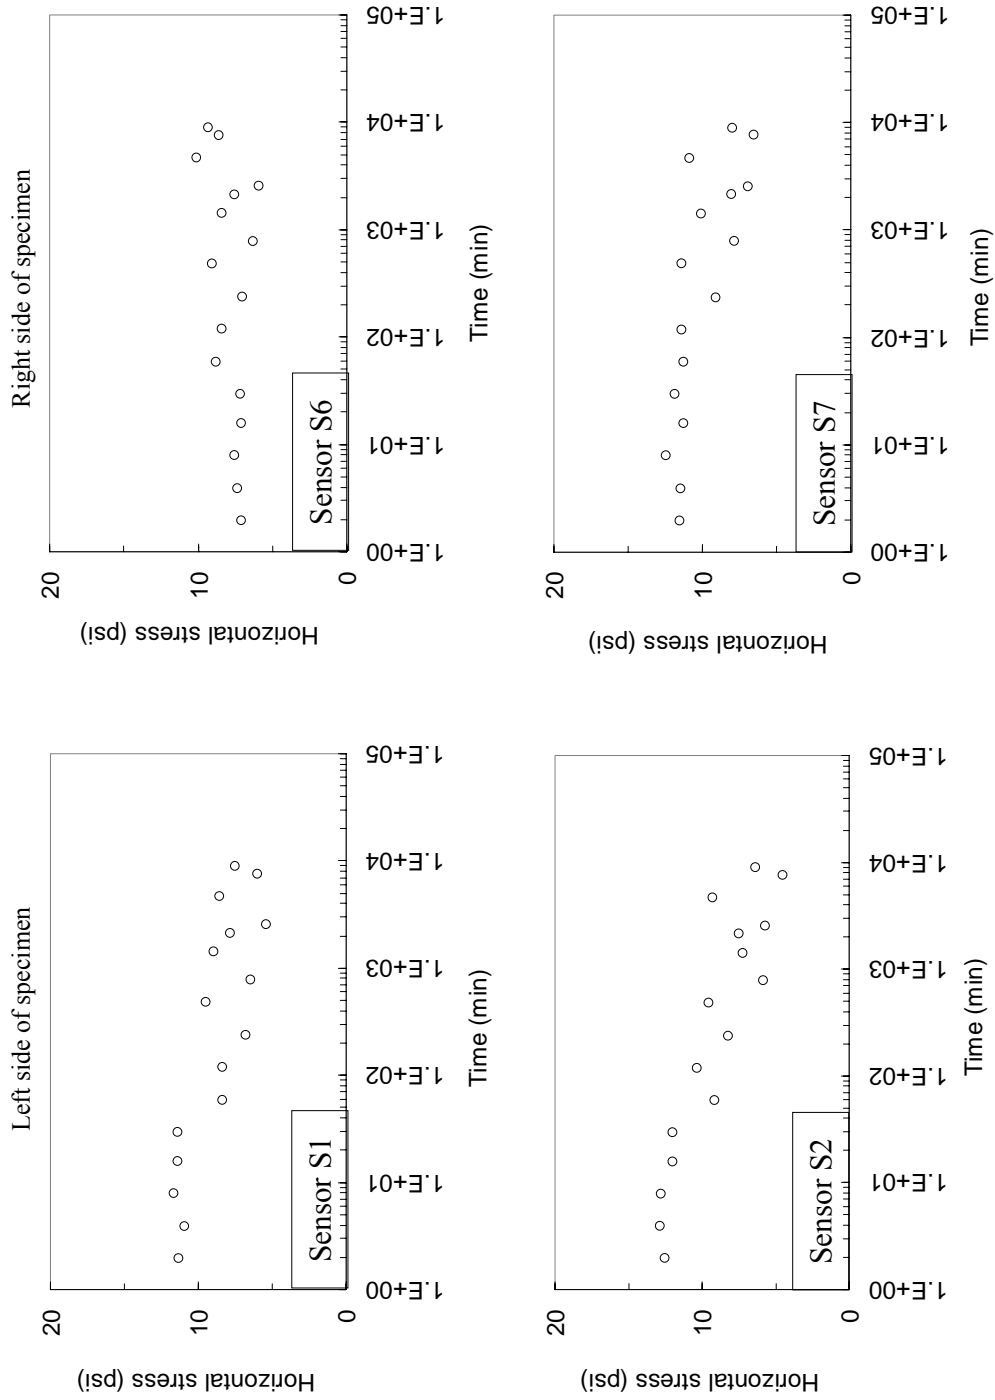 Left side of specimen
Right side of specimen
Horizontal stress (psi)
20
10
0
1.E+00
1.E+01
1.E+02
1.E+03
1.E+04
1.E+05
Time (min)
Sensor S1
Horizontal stress (psi)
20
10
0
1.E+00
1.E+01
1.E+02
1.E+03
1.E+04
1.E+05
Time (min)
Sensor S6
Horizontal stress (psi)
20
10
0
1.E+00
1.E+01
1.E+02
1.E+03
1.E+04
1.E+05
Time (min)
Sensor S2
Horizontal stress (psi)
20
10
0
1.E+00
1.E+01
1.E+02
1.E+03
1.E+04
1.E+05
Time (min)
Sensor S7